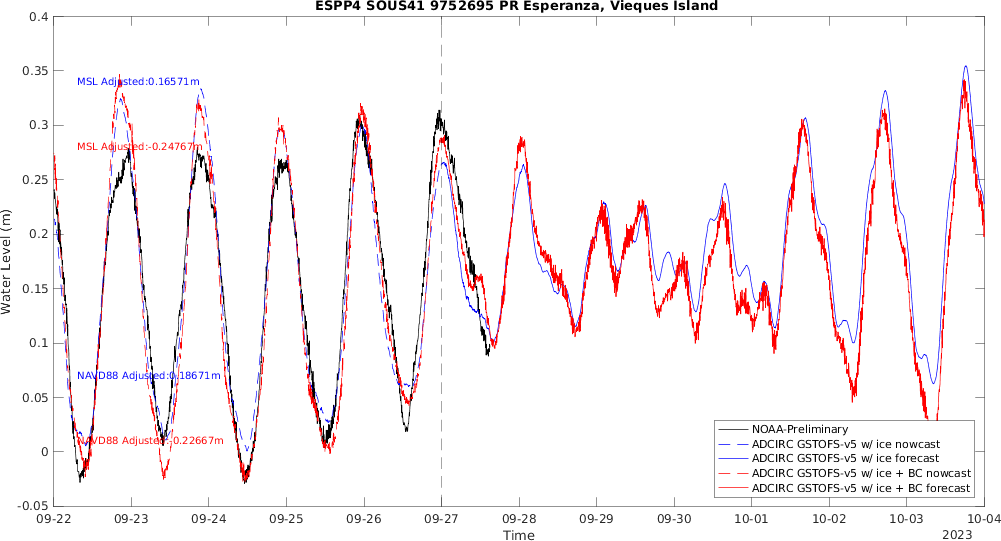 ESPP4 SOUS41 9752695 PR Esperanza, Vieques Island
0.4
0.35
0.3
0.25
0.2
0.15
0.1
0.05
0
-0.05
Water Level (m)
MSL Adjusted:0.16571m
MSL Adjusted:-0.24767m
NAVD88 Adjusted:0.18671m
NAVD88 Adjusted:-0.22667m
NOAA-Preliminary
ADCIRC GSTOFS-v5 w/ ice nowcast
ADCIRC GSTOFS-v5 w/ ice forecast
ADCIRC GSTOFS-v5 w/ ice + BC nowcast
ADCIRC GSTOFS-v5 w/ ice + BC forecast
09-22 09-23 09-24 09-25 09-26 09-27 09-28 09-29 09-30 10-01 10-02 10-03 10-04
Time
2023